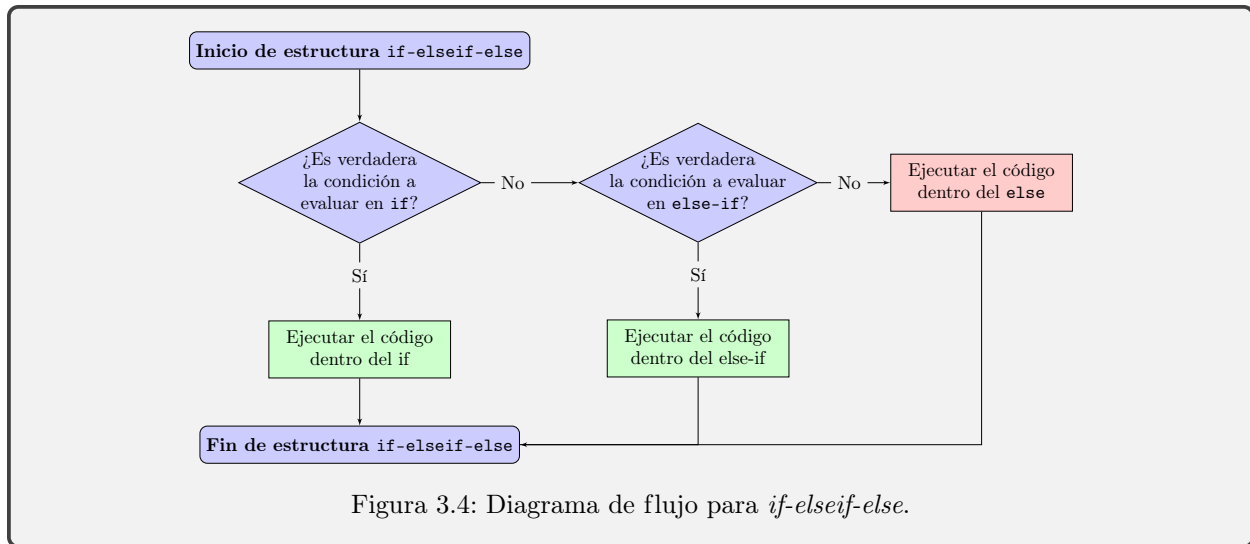 Inicio de estructura if-elseif-else
¿Es verdadera
la condición a
evaluar en if?
No
¿Es verdadera
la condición a evaluar
en else-if?
No
Ejecutar el código
dentro del else
Sí
Sí
Ejecutar el código
dentro del if
Ejecutar el código
dentro del else-if
Fin de estructura if-elseif-else
Figura 3.4: Diagrama de flujo para if-elseif-else.